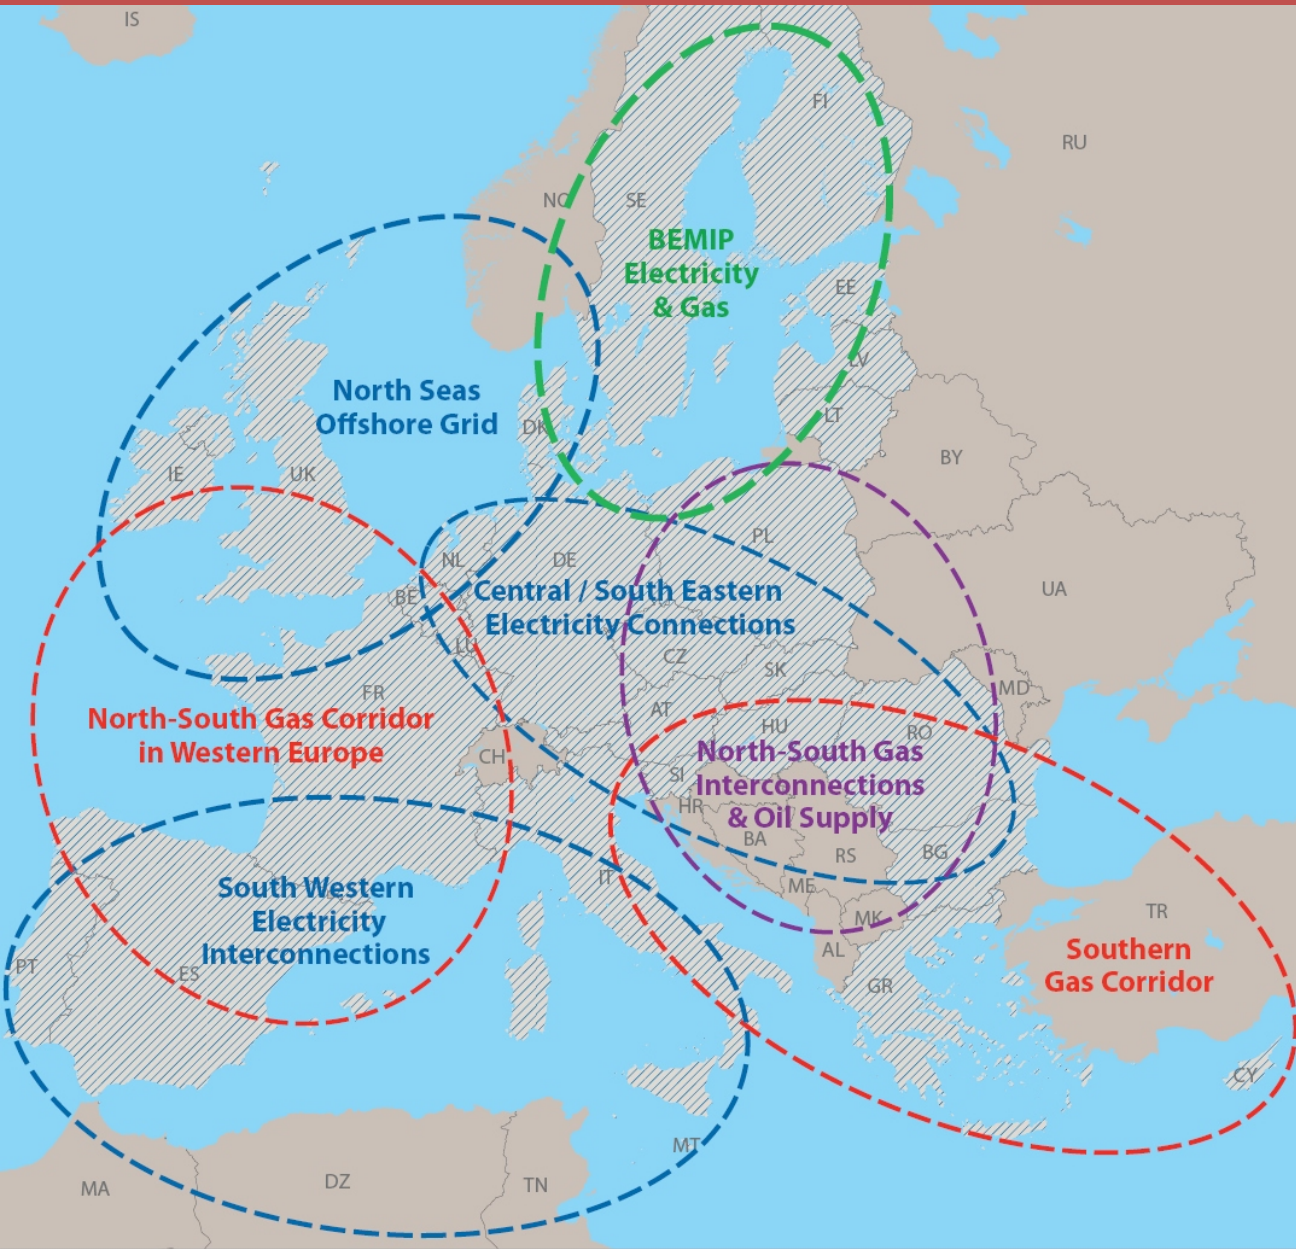 IS
FI
RU
NO
SE
BEMIP
Electricity
& Gas
EE
LV
LT
North Seas
Offshore Grid
DK
IE
UK
BY
PL
NL
DE
UA
BE
Central / South Eastern
Electricity Connections
LU
CZ
SK
FR
MD
AT
North-South Gas Corridor
in Western Europe
HU
RO
CH
North-South Gas
Interconnections
& Oil Supply
SI
HR
BA
RS
BG
IT
ME
MK
South Western
Electricity
Interconnections
TR
AL
Southern
Gas Corridor
PT
ES
GR
CY
MT
MA
DZ
TN